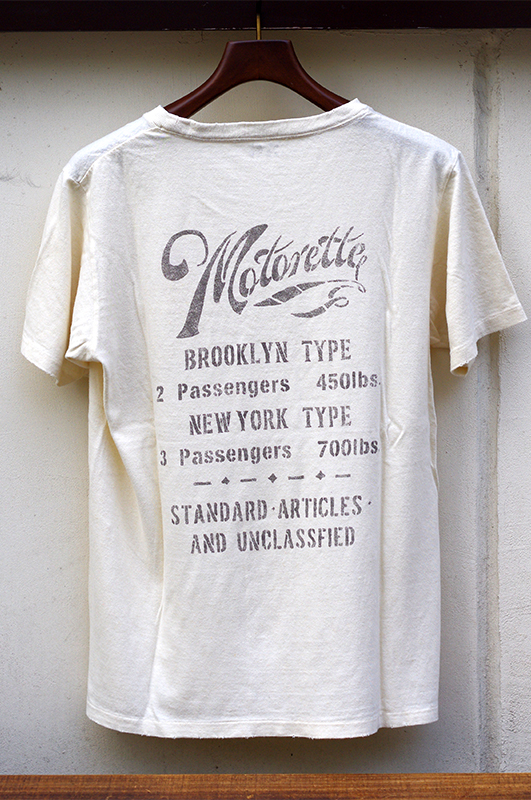 Motorette
BROOKLYN TYPE
2 Passengers 450lbs.
NEW YORK TYPE
3 Passengers 700lbs.
STANDARD·ARTICLES·
AND UNCLASSFIED